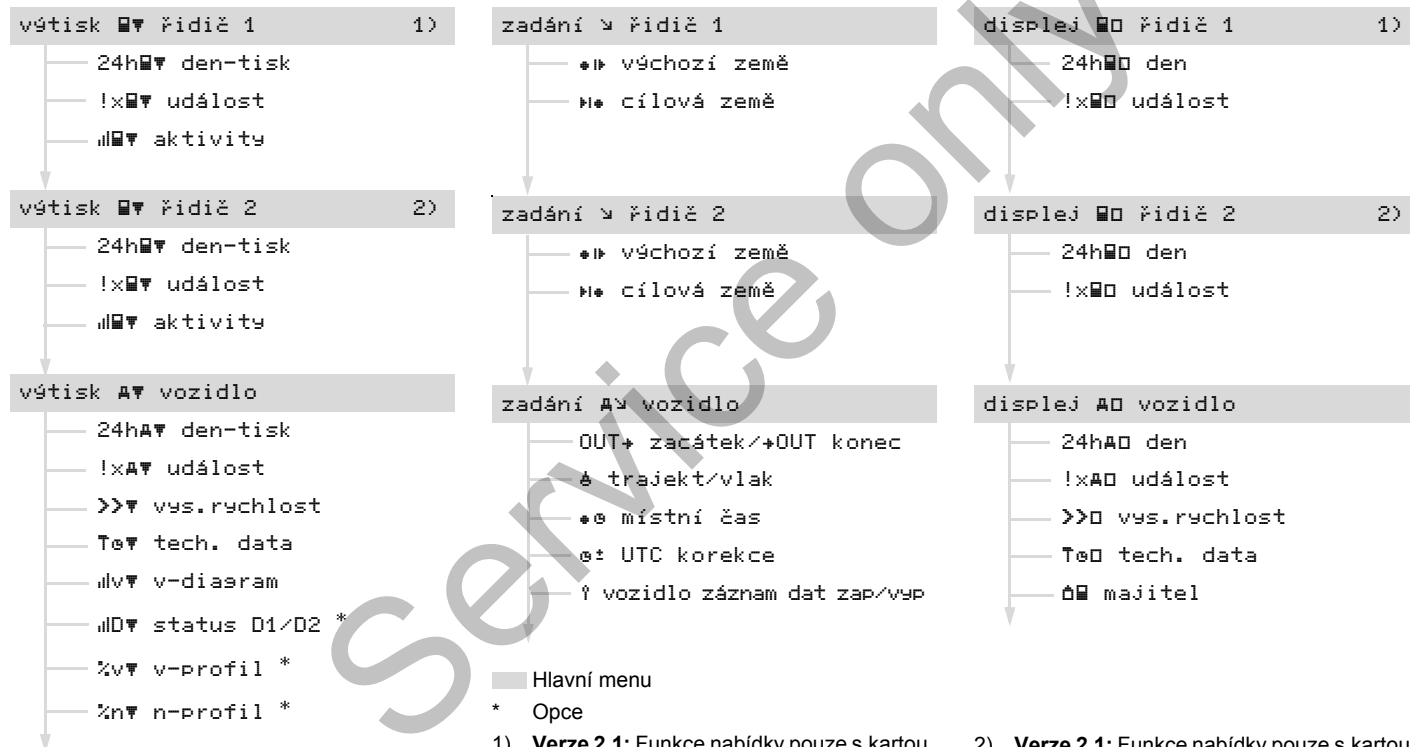 výtisk řidič 1 1)
24h den-tisk
!x událost
aktivity
výtisk řidič 2 2)
24h den-tisk
!x událost
aktivity
výtisk vozidlo
24h den-tisk
!x událost
>> vys.rychlost
T tech. data
v v-diagram
D status D1/D2 *
%v v-profil *
%n n-profil *
zadání řidič 1
výchozí země
cílová země
zadání řidič 2
výchozí země
cílová země
zadání vozidlo
OUT zacátek/OUT konec
trajekt/vlak
místní čas
UTC korekce
vozidlo záznam dat zap/vyp
Hlavní menu
* Opce
1) Verze 2.1: Funkce nabídky pouze s kartou
displej řidič 1 1)
24h den
!x událost
displej řidič 2 2)
24h den
!x událost
displej vozidlo
24h den
!x událost
>> vys.rychlost
T tech. data
majitel
2) Verze 2.1: Funkce nabídky pouze s kartou
Service only